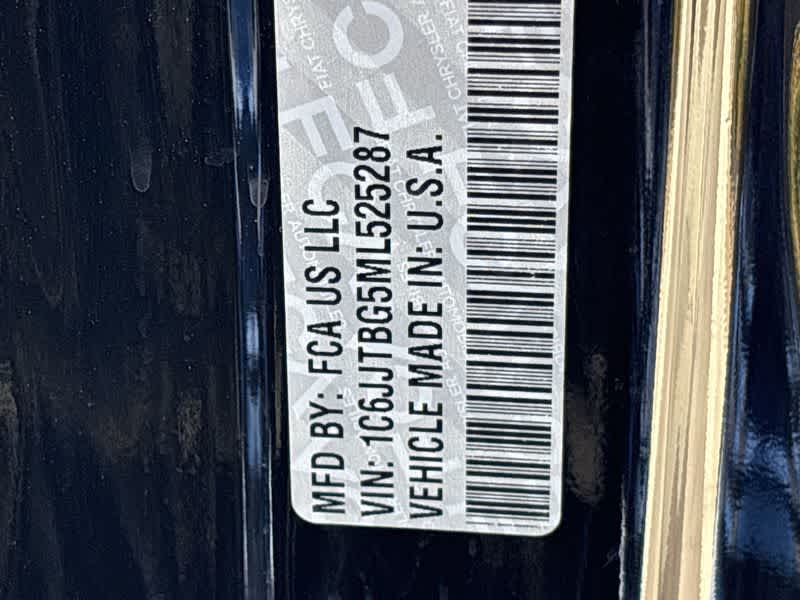 MFD BY: FCA US LLC
VIN: 1C6JJTBG5ML525287
VEHICLE MADE IN: U.S.A.